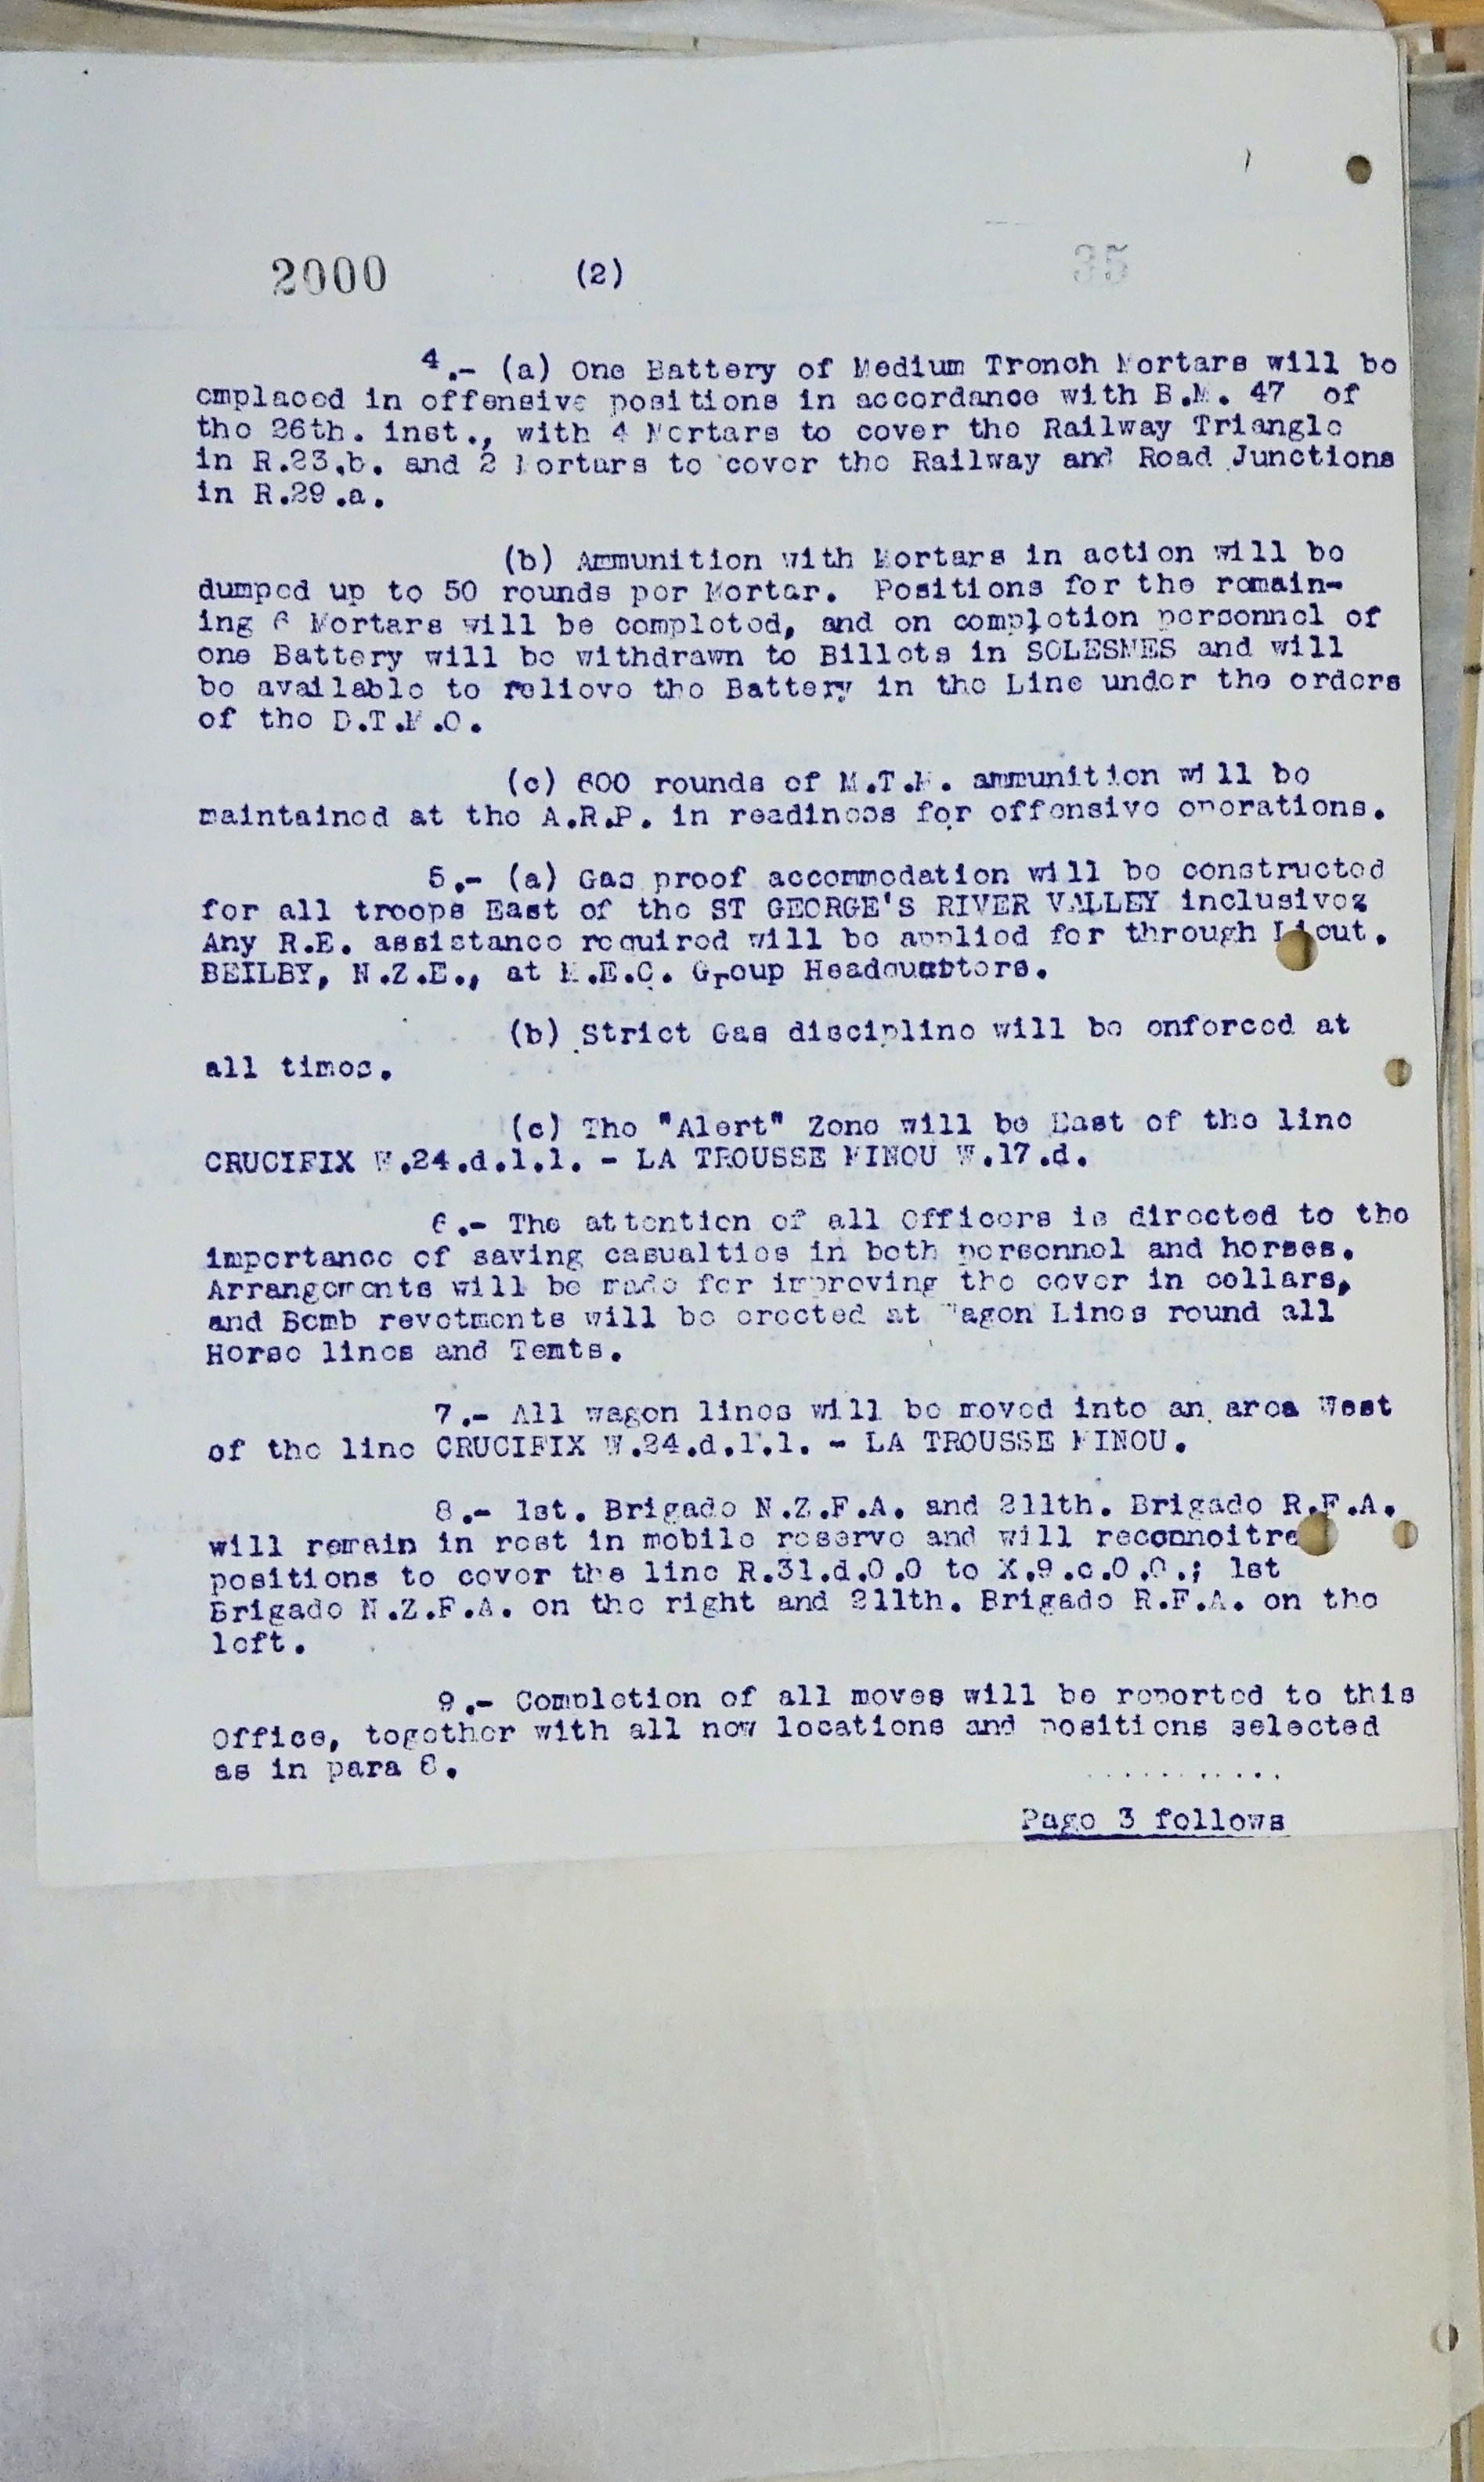 2000 (2) 35
4.- (a) One Battery of Medium Trench Mortars will be
emplaced in offensive positions in accordance with B.M. 47 of
the 26th. inst., with 4 Mortars to cover the Railway Triangle
in R.23.b. and 2 Mortars to cover the Railway and Road Junctions
in R.29.a.
(b) Ammunition with Mortars in action will be
dumped up to 50 rounds per Mortar. Positions for the remain-
ing 6 Mortars will be completed, and on completion personnel of
one Battery will be withdrawn to Billets in SOLESMES and will
be available to relieve the Battery in the Line under the orders
of the D.T.M.O.
(c) 600 rounds of M.T.M. ammunition will be
maintained at the A.R.P. in readiness for offensive operations.
5.- (a) Gas proof accommodation will be constructed
for all troops East of the ST GEORGE'S RIVER VALLEY inclusivez
Any R.E. assistance required will be applied for through Lieut.
BEILBY, N.Z.E., at M.E.C. Group Headquabtors.
(b) Strict Gas discipline will be enforced at
all times.
(c) The "Alert" Zone will be East of the line
CRUCIFIX W.24.d.1.1. - LA TROUSSE MINOU W.17.d.
6.- The attention of all Officers is directed to the
importance of saving casualties in both personnel and horses.
Arrangements will be made for improving the cover in cellars,
and Bomb revetments will be erected at Wagon Lines round all
Horse lines and Temts.
7.- All wagon lines will be moved into an area West
of the line CRUCIFIX W.24.d.1.1. - LA TROUSSE MINOU.
8.- 1st. Brigade N.Z.F.A. and 211th. Brigade R.F.A.
will remain in rest in mobile reserve and will reconnoitre
positions to cover the line R.31.d.0.0 to X.9.c.0.0.; 1st
Brigade N.Z.F.A. on the right and 211th. Brigade R.F.A. on the
left.
9.- Completion of all moves will be reported to this
Office, together with all new locations and positions selected
as in para 8.
...........
Page 3 follows